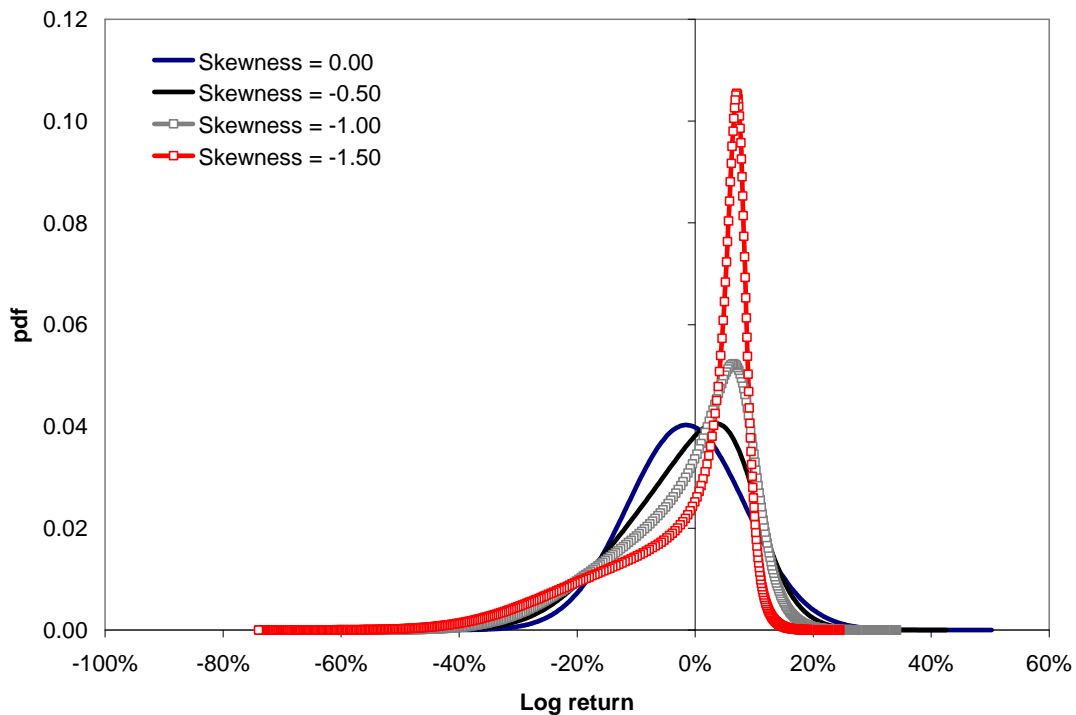 0.12
0.10
0.08
0.06
0.04
0.02
0.00
pdf
Skewness = 0.00
Skewness = -0.50
Skewness = -1.00
Skewness = -1.50
-100% -80% -60% -40% -20% 0% 20% 40% 60%
Log return